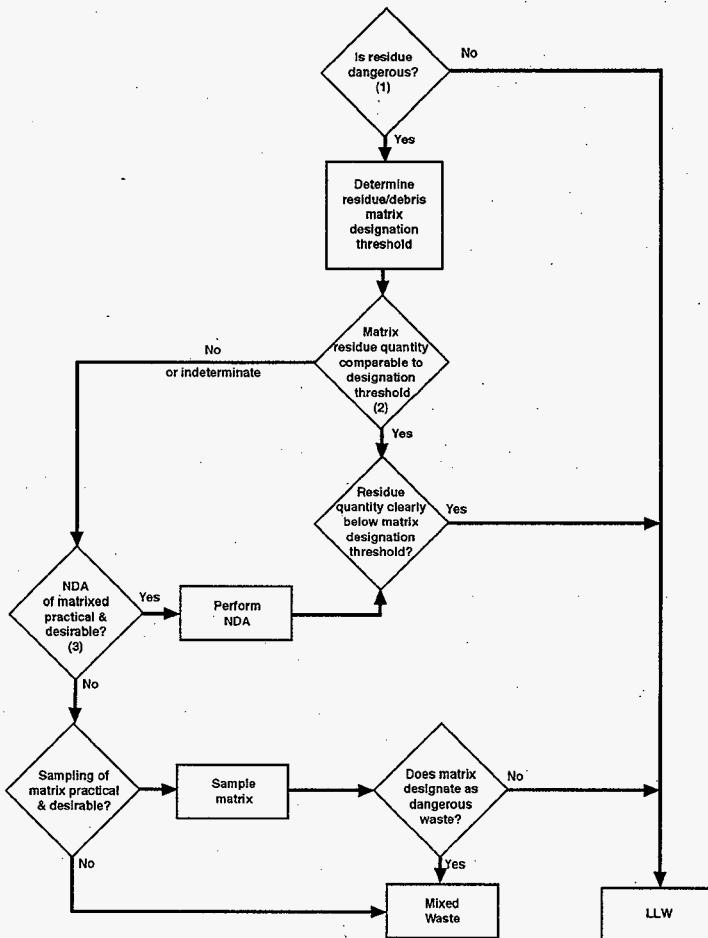 Is residue
dangerous?
(1)
No
Yes
Determine
residue/debris
matrix
designation
threshold
Matrix
residue quantity
comparable to
designation
threshold
(2)
No
or indeterminate
Yes
Residue
quantity clearly
below matrix
designation
threshold?
Yes
NDA
of matrixed
practical &
desirable?
(3)
Yes
Perform
NDA
No
Sampling of
matrix practical
& desirable?
Sample
matrix
Does matrix
designate as
dangerous
waste?
No
Yes
No
Mixed
Waste
LLW